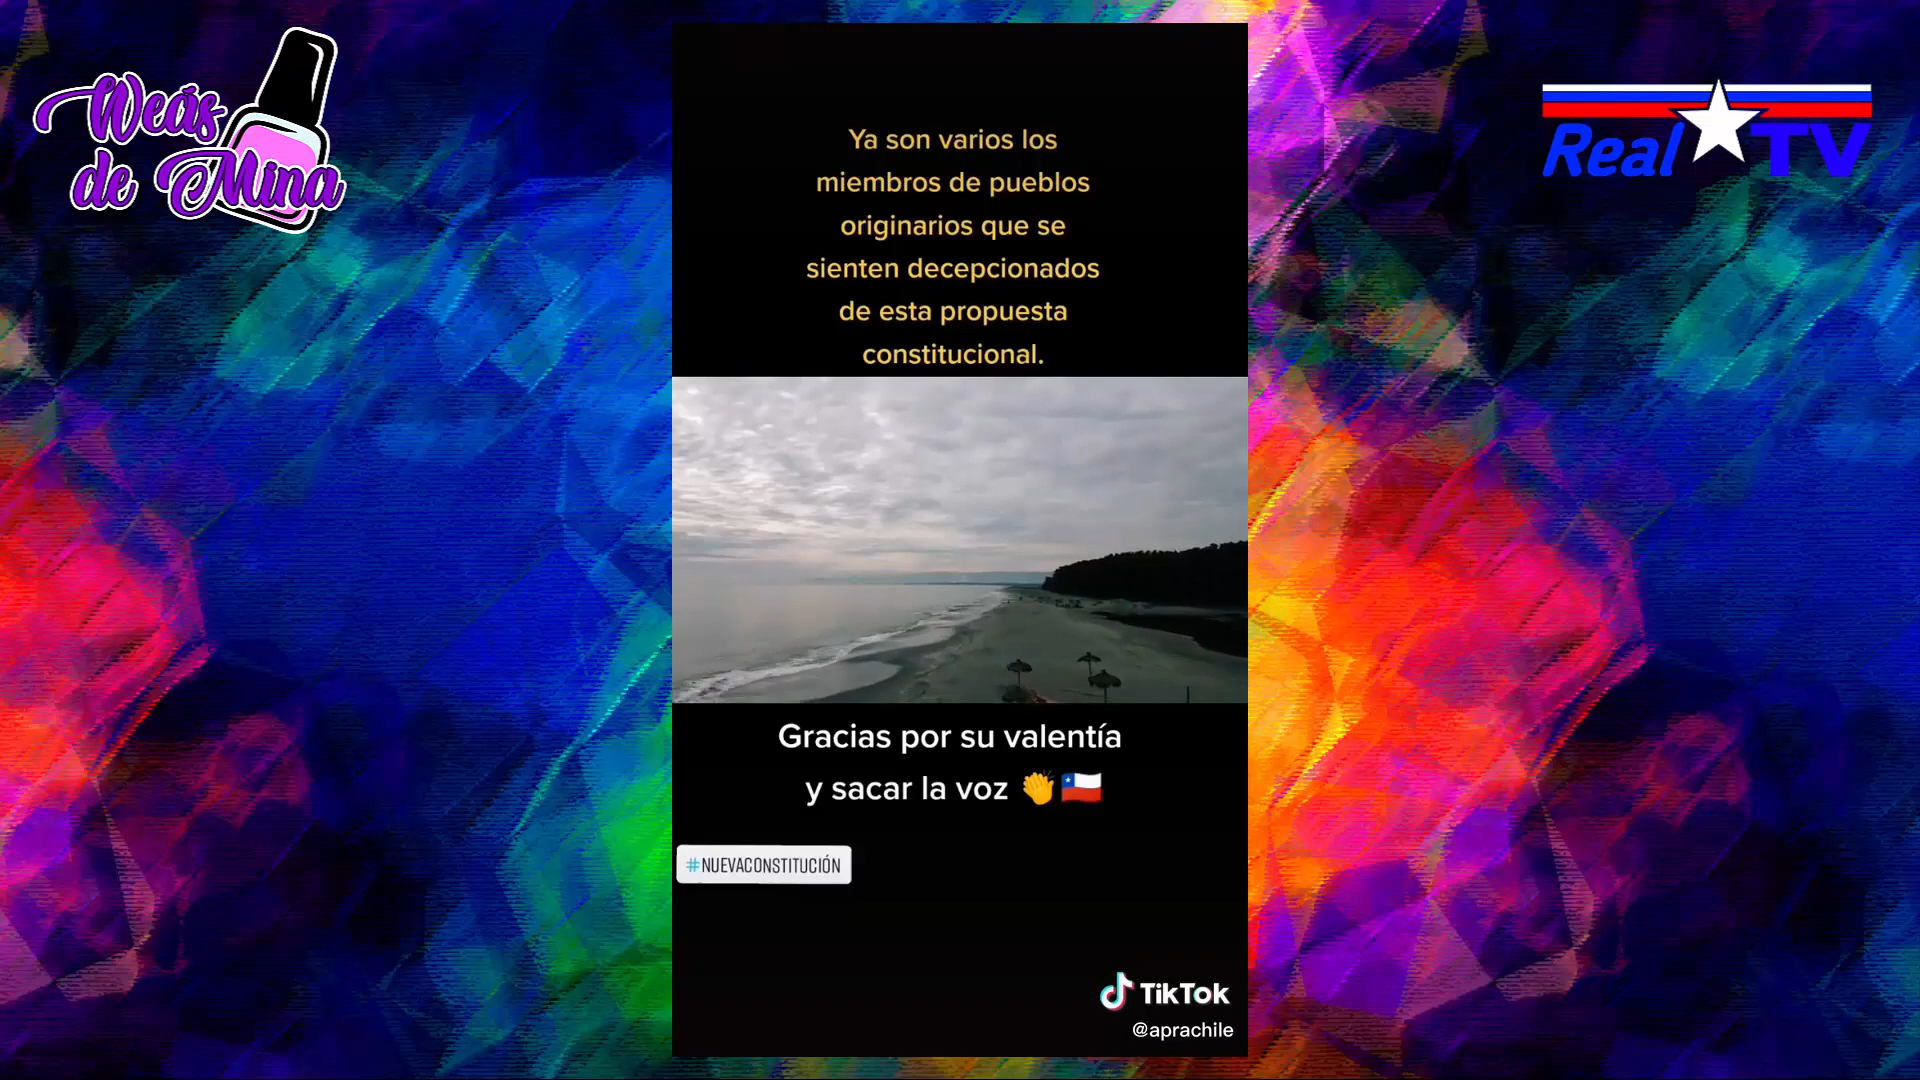 Weás
de Mina
Real TV
Ya son varios los
miembros de pueblos
originarios que se
sienten decepcionados
de esta propuesta
constitucional.
Gracias por su valentía
y sacar la voz 👏🇨🇱
#NUEVACONSTITUCIÓN
TikTok
@aprachile